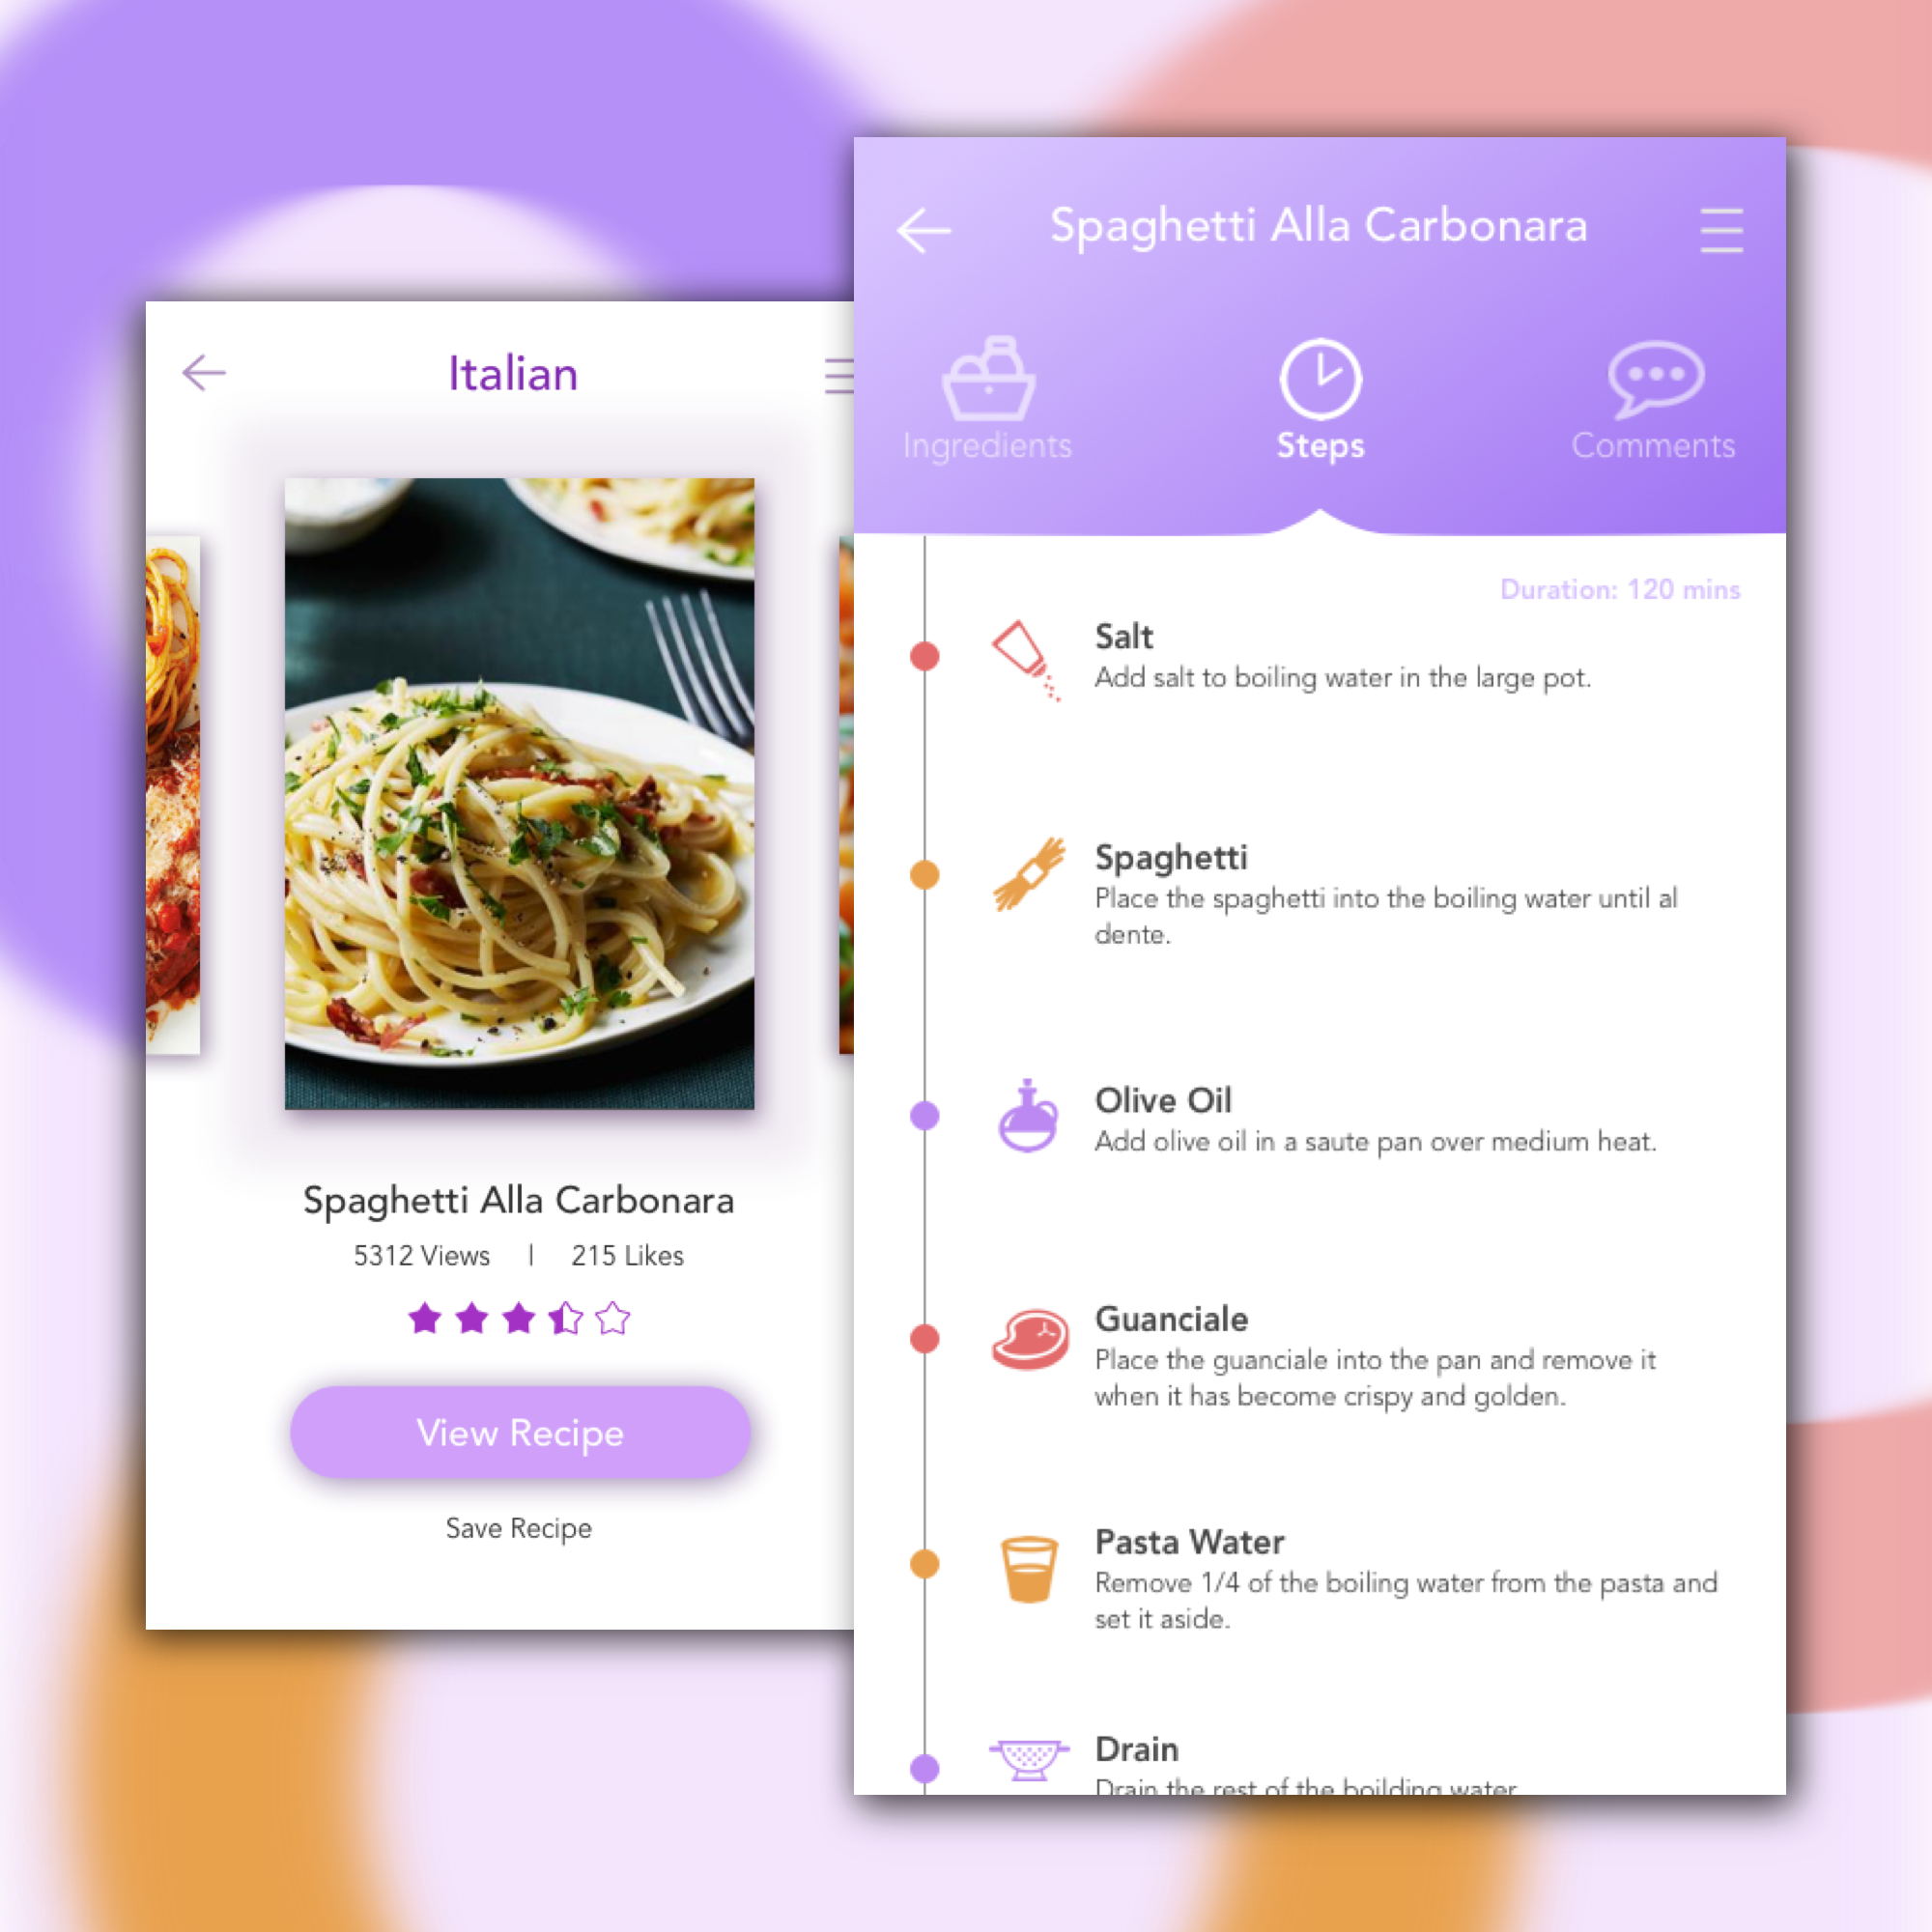 Italian
Spaghetti Alla Carbonara
5312 Views | 215 Likes
View Recipe
Save Recipe
Spaghetti Alla Carbonara
Ingredients
Steps
Comments
Duration: 120 mins
Salt
Add salt to boiling water in the large pot.
Spaghetti
Place the spaghetti into the boiling water until al
dente.
Olive Oil
Add olive oil in a saute pan over medium heat.
Guanciale
Place the guanciale into the pan and remove it
when it has become crispy and golden.
Pasta Water
Remove 1/4 of the boiling water from the pasta and
set it aside.
Drain
Drain the rest of the boilding water